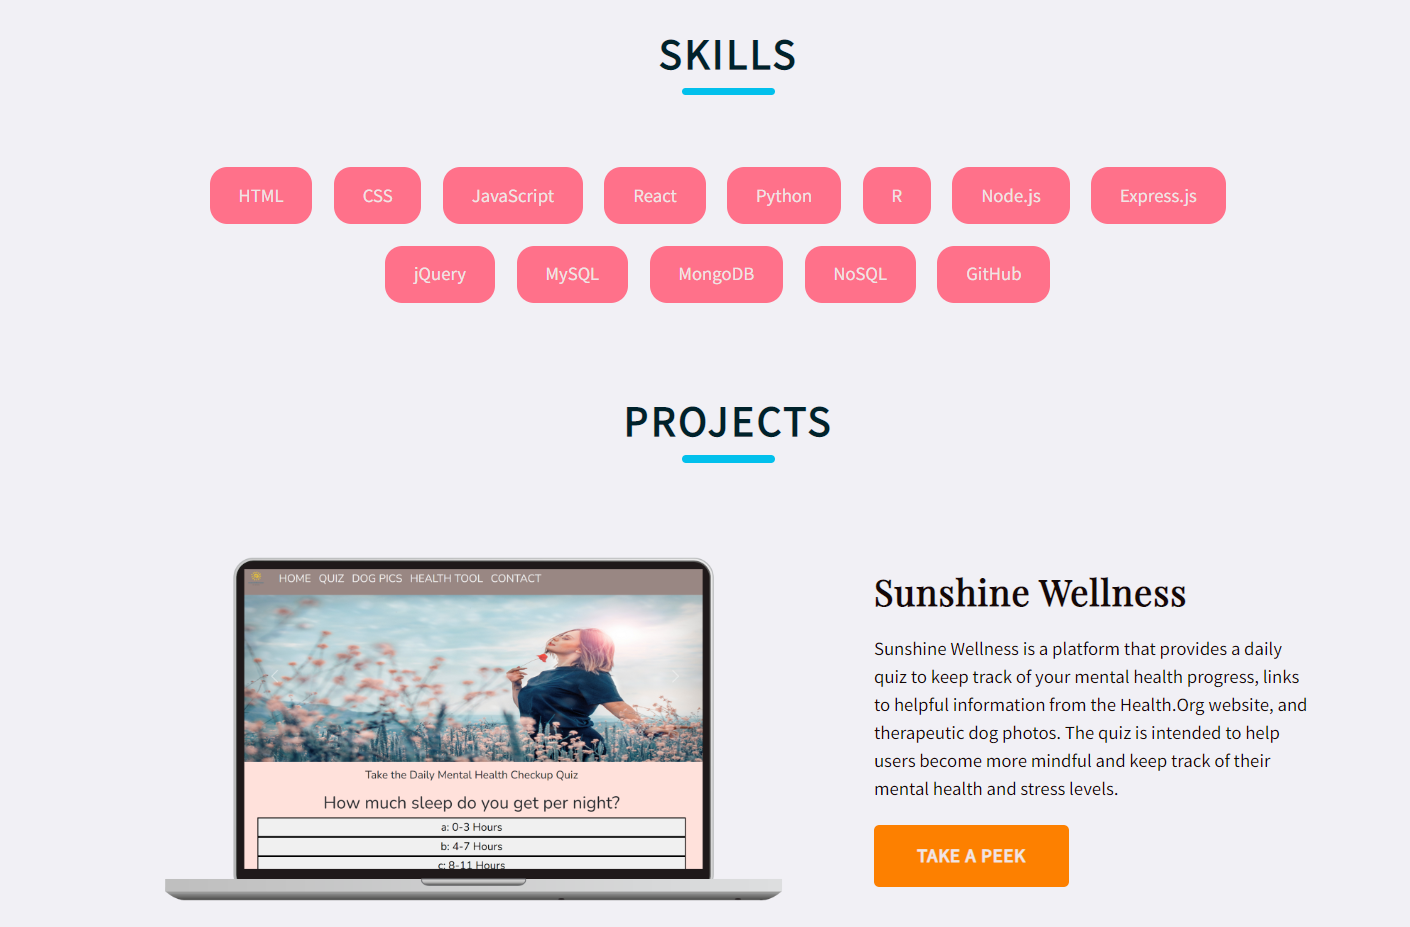 SKILLS
HTML CSS JavaScript React Python R Node.js Express.js
jQuery MySQL MongoDB NoSQL GitHub
PROJECTS
HOME QUIZ DOG PICS HEALTH TOOL CONTACT
Take the Daily Mental Health Checkup Quiz
How much sleep do you get per night?
a: 0-3 Hours
b: 4-7 Hours
c: 8-11 Hours
Sunshine Wellness
Sunshine Wellness is a platform that provides a daily
quiz to keep track of your mental health progress, links
to helpful information from the Health.Org website, and
therapeutic dog photos. The quiz is intended to help
users become more mindful and keep track of their
mental health and stress levels.
TAKE A PEEK